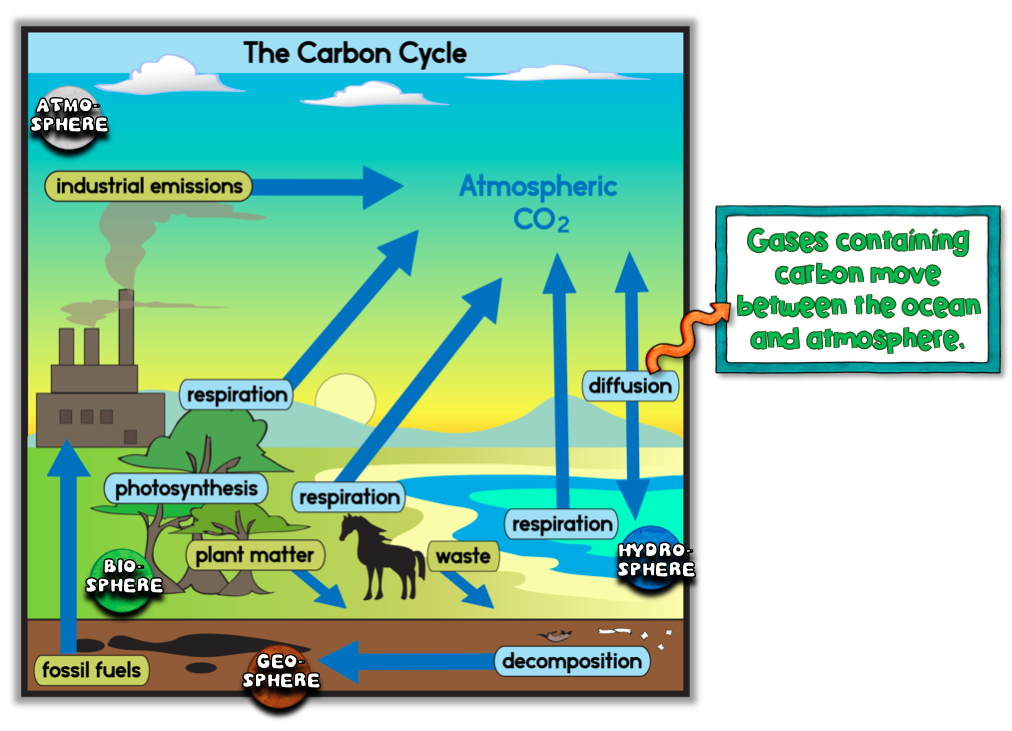 The Carbon Cycle
ATMO-
SPHERE
industrial emissions
Atmospheric
CO₂
Gases containing
carbon move
between the ocean
and atmosphere.
respiration
diffusion
photosynthesis
respiration
respiration
plant matter
waste
HYDRO-
SPHERE
BIO-
SPHERE
fossil fuels
GEO-
SPHERE
decomposition